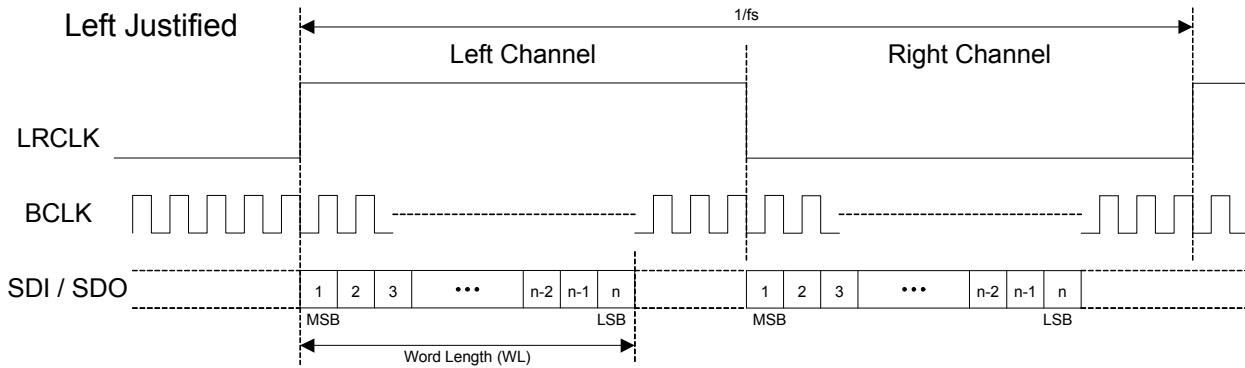 Left Justified
1/fs
Left Channel Right Channel
LRCLK
BCLK
SDI / SDO 1 2 3 ••• n-2 n-1 n 1 2 3 ••• n-2 n-1 n
MSB LSB MSB LSB
Word Length (WL)